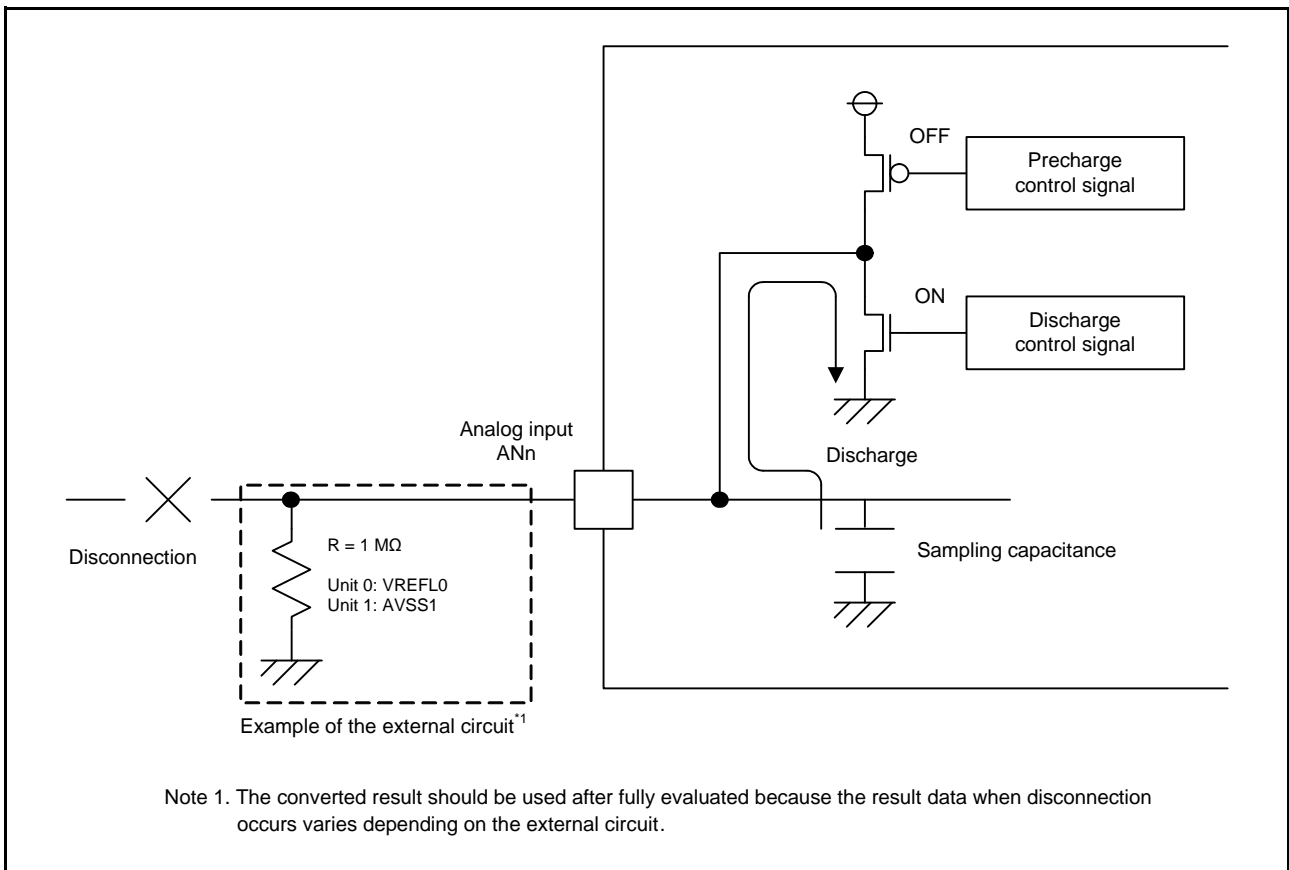 OFF
Precharge
control signal
ON
Discharge
control signal
Analog input
ANn
Discharge
Disconnection
R = 1 MΩ
Unit 0: VREFL0
Unit 1: AVSS1
Sampling capacitance
Example of the external circuit*1
Note 1. The converted result should be used after fully evaluated because the result data when disconnection
occurs varies depending on the external circuit.